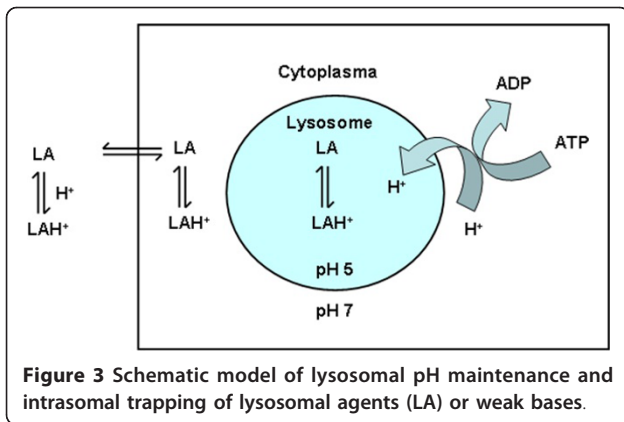 Cytoplasma
ADP
Lysosome
ATP
LA
LA
LA
H⁺
H⁺
LAH⁺
LAH⁺
LAH⁺
H⁺
pH 5
pH 7
Figure 3 Schematic model of lysosomal pH maintenance and
intrasomal trapping of lysosomal agents (LA) or weak bases.